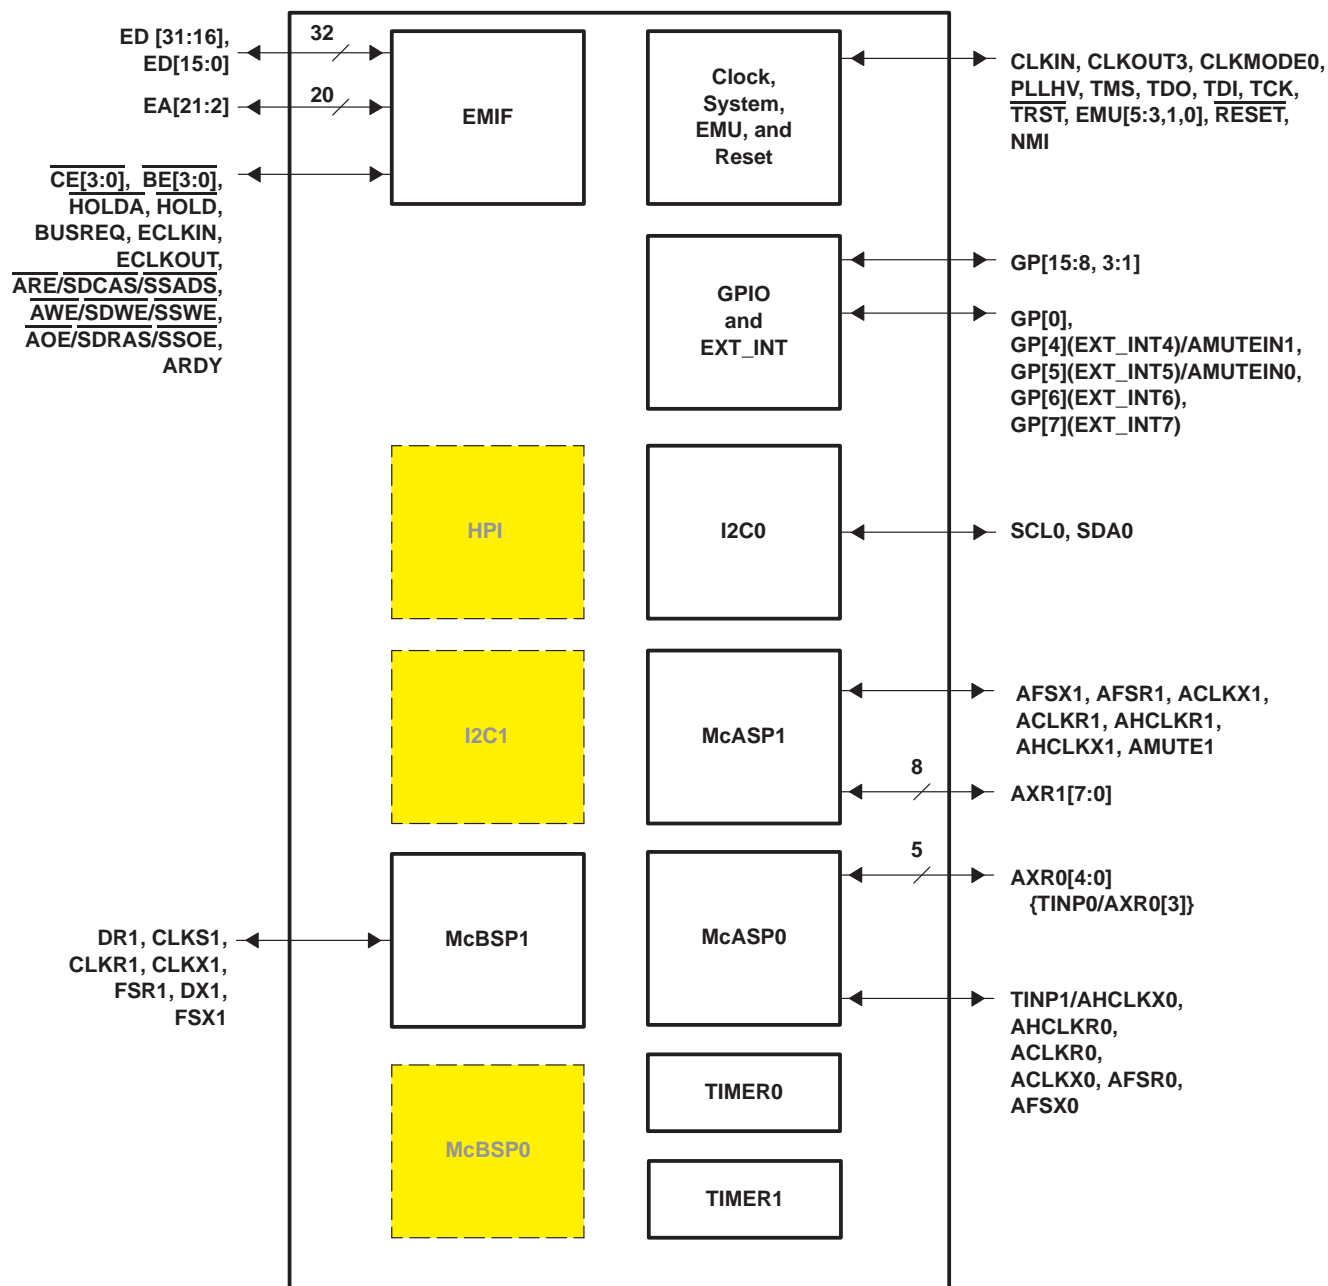 ED [31:16],
ED[15:0]
32
EA[21:2]
20
CE[3:0], BE[3:0],
HOLDA, HOLD,
BUSREQ, ECLKIN,
ECLKOUT,
ARE/SDCAS/SSADS,
AWE/SDWE/SSWE,
AOE/SDRAS/SSOE,
ARDY
EMIF
Clock,
System,
EMU, and
Reset
CLKIN, CLKOUT3, CLKMODE0,
PLLHV, TMS, TDO, TDI, TCK,
TRST, EMU[5:3,1,0], RESET,
NMI
GPIO
and
EXT_INT
GP[15:8, 3:1]
GP[0],
GP[4](EXT_INT4)/AMUTEIN1,
GP[5](EXT_INT5)/AMUTEIN0,
GP[6](EXT_INT6),
GP[7](EXT_INT7)
HPI
I2C0
SCL0, SDA0
I2C1
McASP1
AFSX1, AFSR1, ACLKX1,
ACLKR1, AHCLKR1,
AHCLKX1, AMUTE1
8
AXR1[7:0]
DR1, CLKS1,
CLKR1, CLKX1,
FSR1, DX1,
FSX1
McBSP1
McASP0
5
AXR0[4:0]
{TINP0/AXR0[3]}
TINP1/AHCLKX0,
AHCLKR0,
ACLKR0,
ACLKX0, AFSR0,
AFSX0
McBSP0
TIMER0
TIMER1